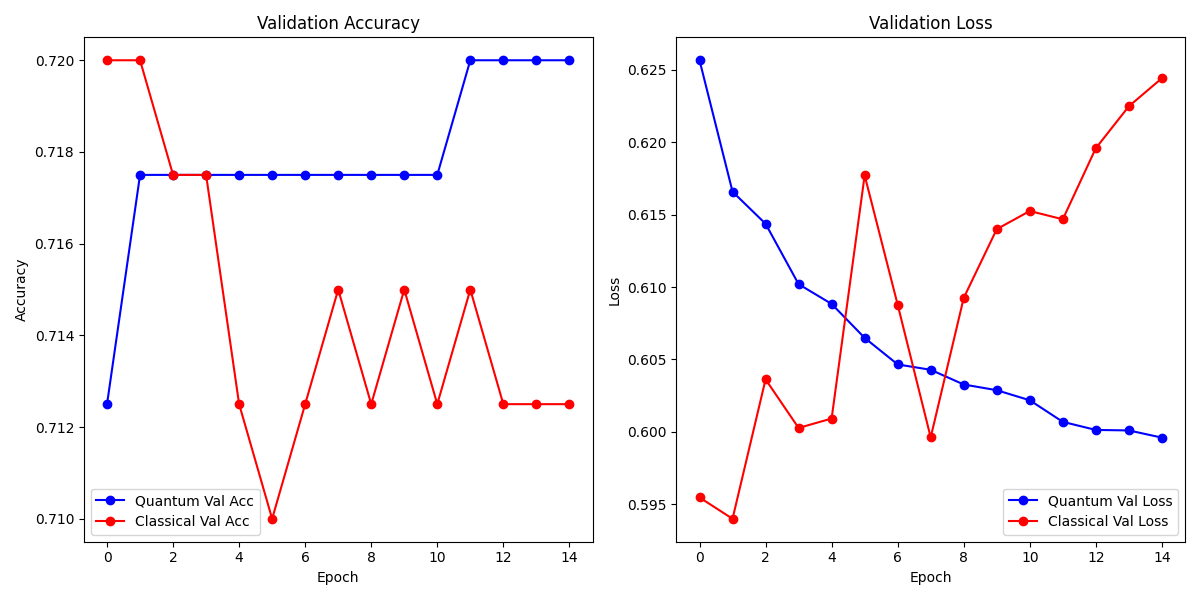 Validation Accuracy
Accuracy
0.720
0.718
0.716
0.714
0.712
0.710
Quantum Val Acc
Classical Val Acc
0 2 4 6 8 10 12 14
Epoch
Validation Loss
Loss
0.625
0.620
0.615
0.610
0.605
0.600
0.595
Quantum Val Loss
Classical Val Loss
0 2 4 6 8 10 12 14
Epoch